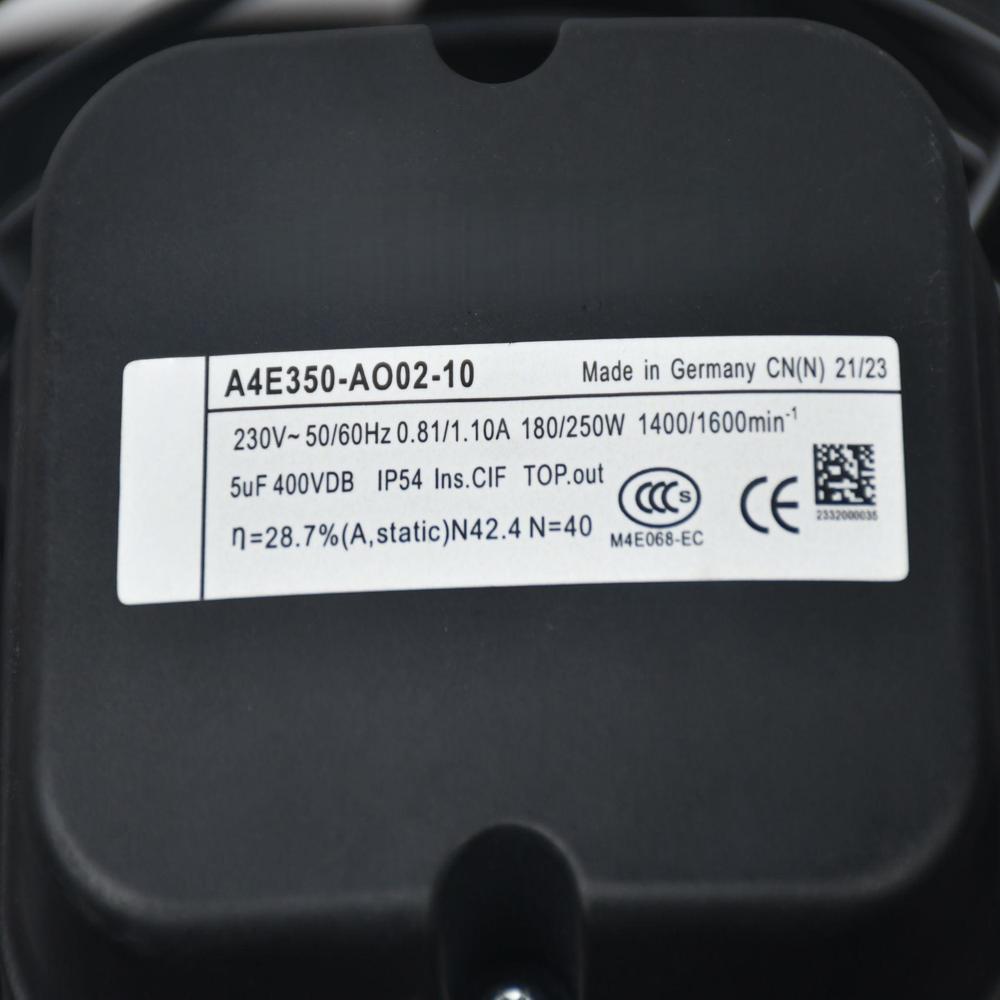 A4E350-AO02-10 Made in Germany CN(N) 21/23
230V~50/60Hz 0.81/1.10A 180/250W 1400/1600min⁻¹
5uF 400VDB IP54 Ins.CIF TOP.out
η=28.7%(A,static)N42.4 N=40
CCC S
M4E068-EC
CE
2332000035